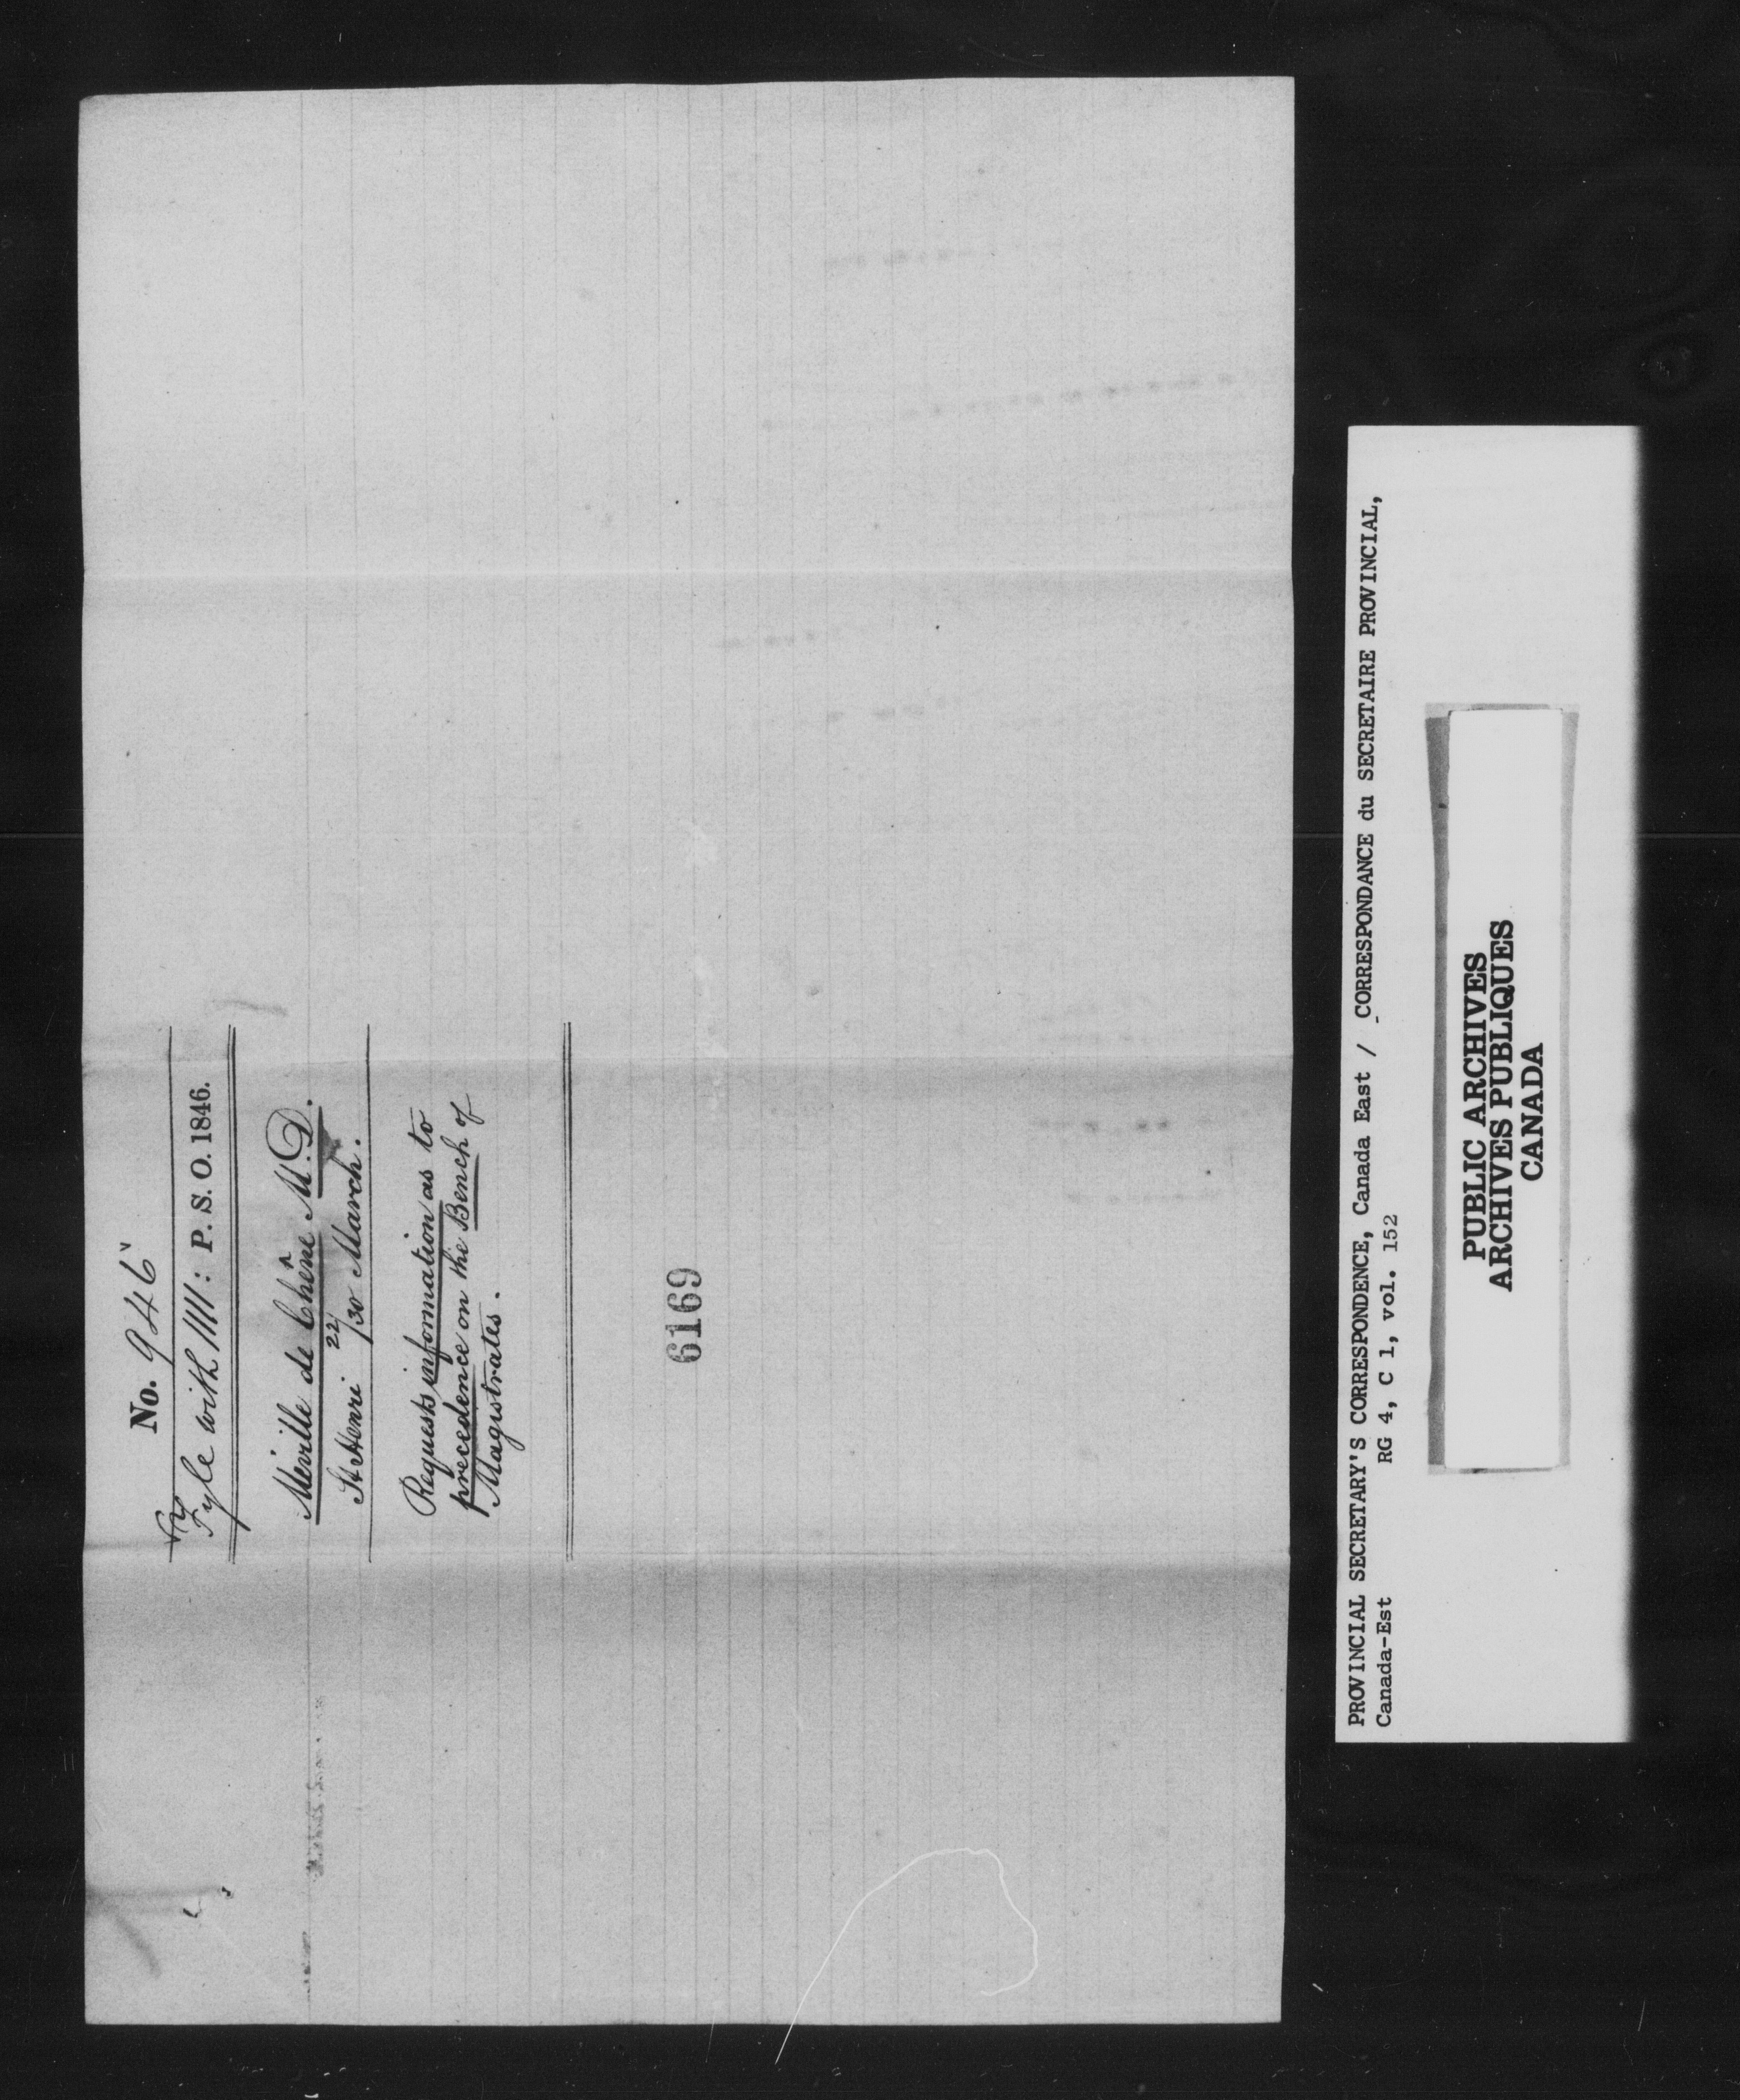 No. 946"
Fyle with 1111: P. S. O. 1846.
Méville de Chêne M.D.
St Henri 22/30 March.
Requests information as to
precedence on the Bench of
Magistrates.
6169
PROVINCIAL SECRETARY'S CORRESPONDENCE, Canada East / CORRESPONDANCE du SECRETAIRE PROVINCIAL,
Canada-Est RG 4, C 1, vol. 152
PUBLIC ARCHIVES
ARCHIVES PUBLIQUES
CANADA